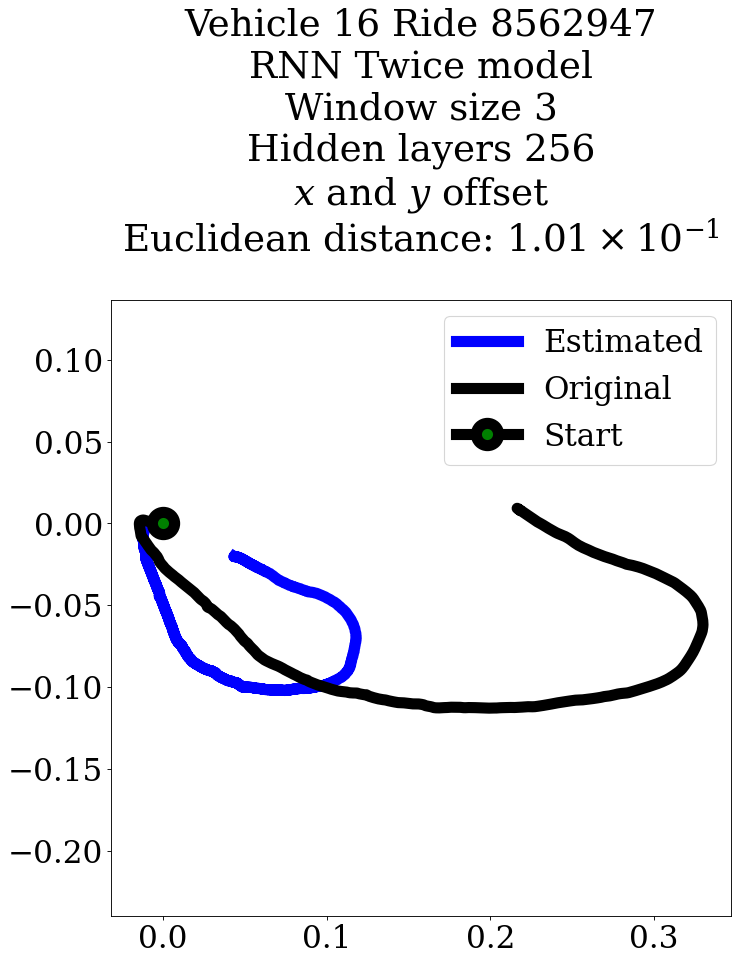 Vehicle 16 Ride 8562947
RNN Twice model
Window size 3
Hidden layers 256
x and y offset
Euclidean distance: 1.01 × 10⁻¹
Estimated
Original
Start
0.10
0.05
0.00
−0.05
−0.10
−0.15
−0.20
0.0 0.1 0.2 0.3